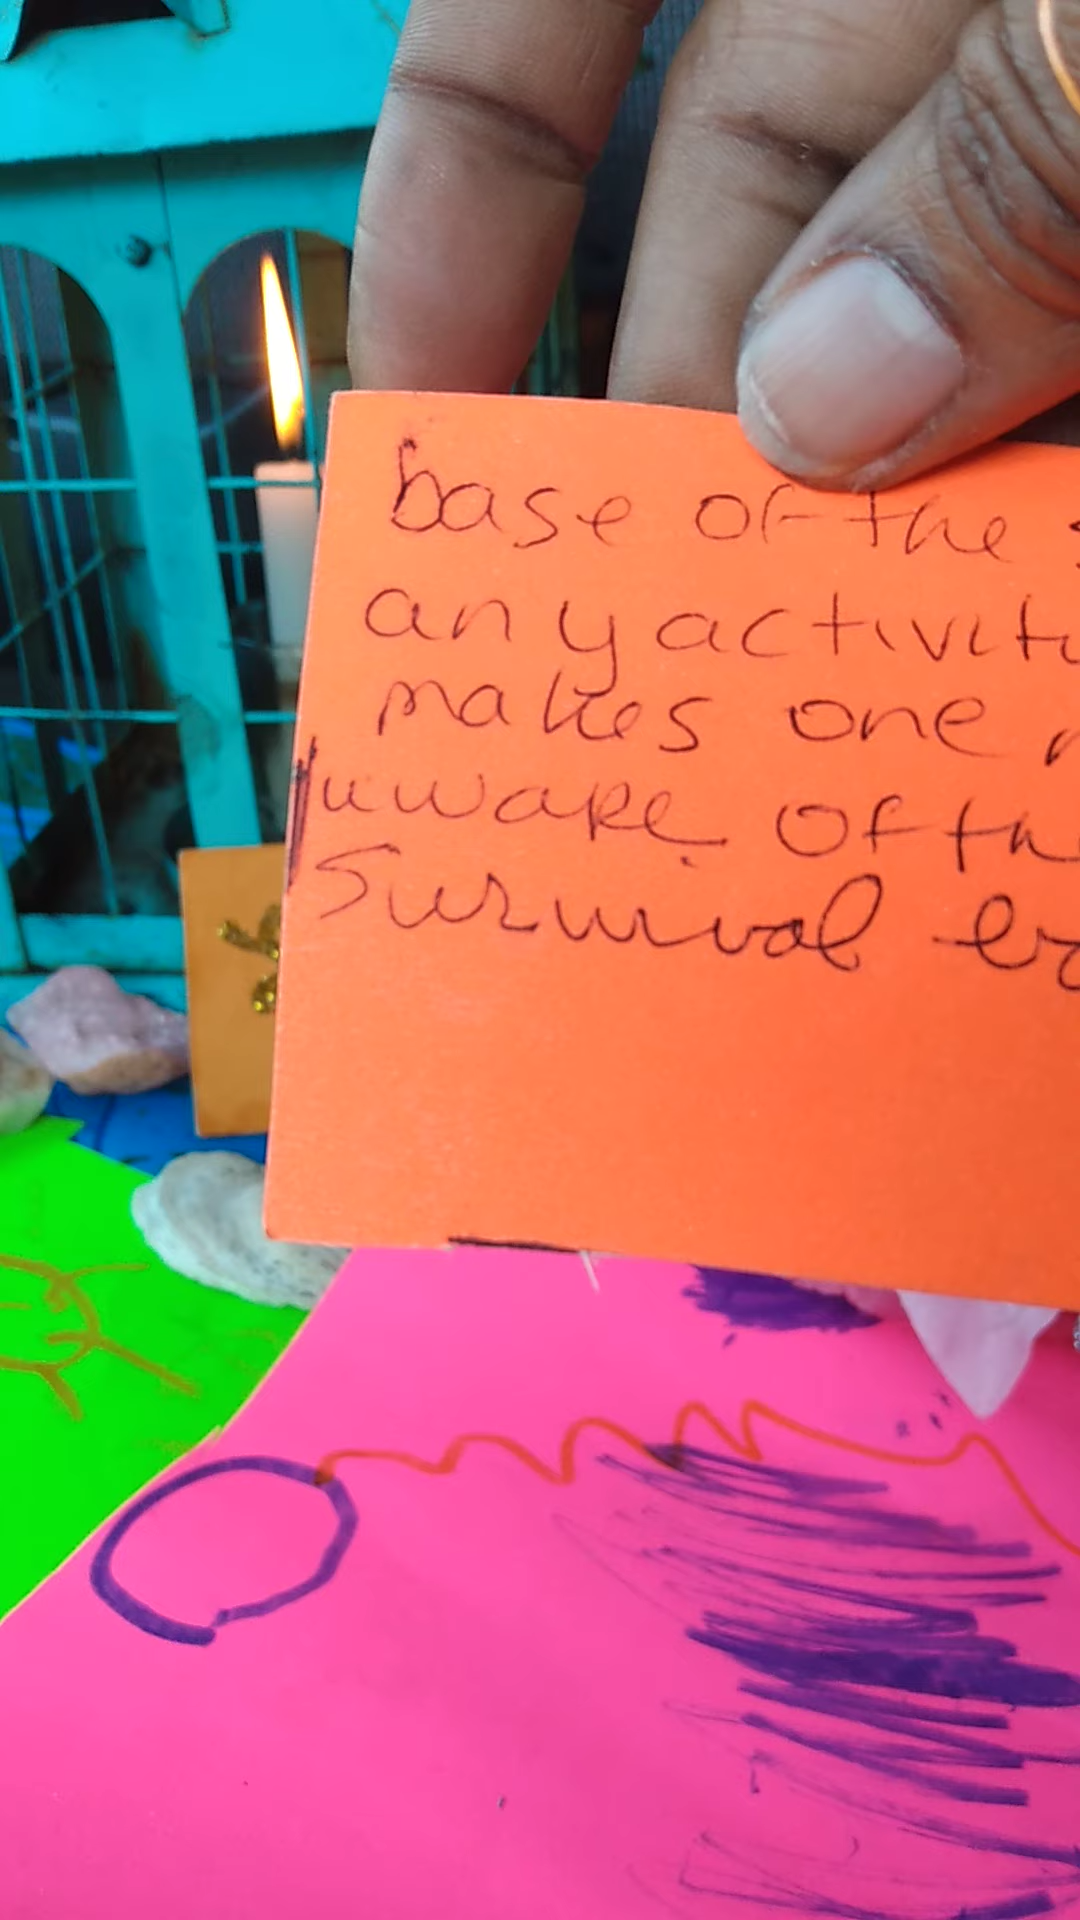 base of the
any activit
makes one
aware of th
Survival